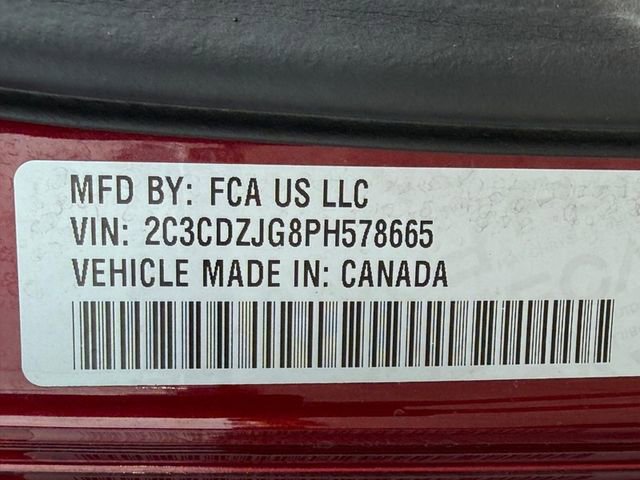 MFD BY: FCA US LLC
VIN: 2C3CDZJG8PH578665
VEHICLE MADE IN: CANADA